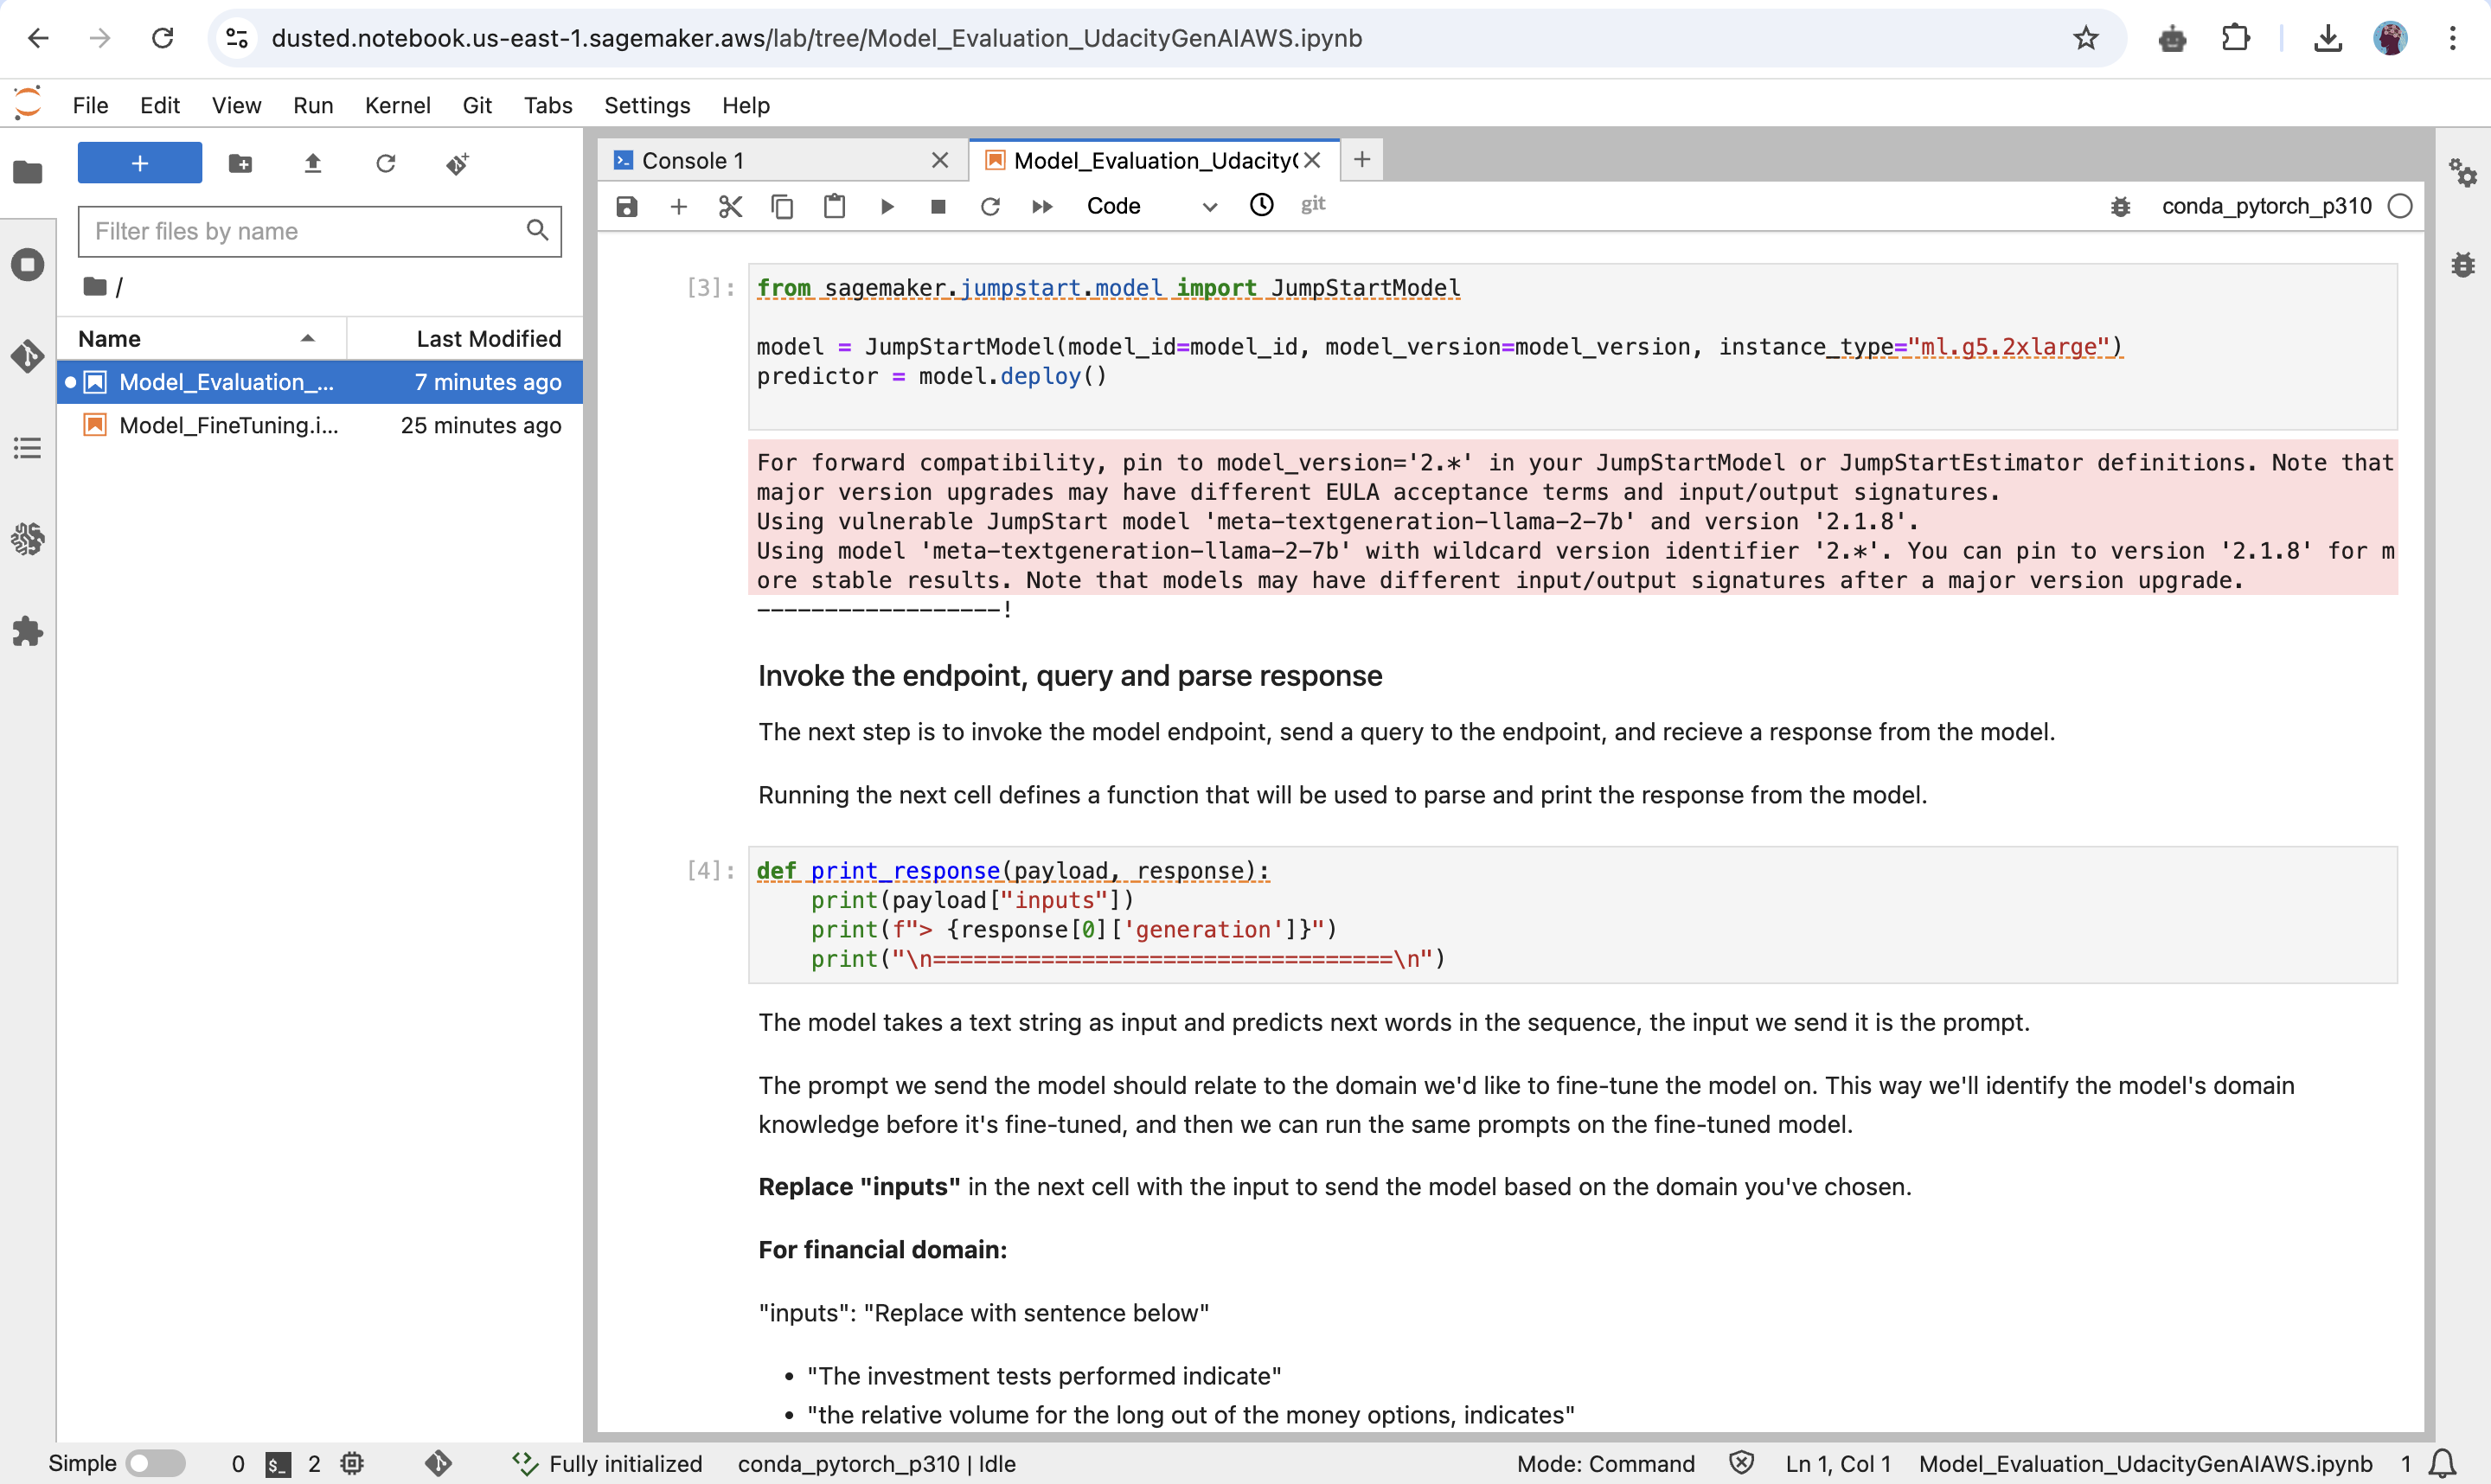 dusted.notebook.us-east-1.sagemaker.aws/lab/tree/Model_Evaluation_UdacityGenAIAWS.ipynb
File Edit View Run Kernel Git Tabs Settings Help
+
Filter files by name
/
Name Last Modified
Model_Evaluation_... 7 minutes ago
Model_FineTuning.i... 25 minutes ago
Console 1
Model_Evaluation_Udacity(
Code
git
conda_pytorch_p310
[3]:
from sagemaker.jumpstart.model import JumpStartModel
model = JumpStartModel(model_id=model_id, model_version=model_version, instance_type="ml.g5.2xlarge")
predictor = model.deploy()
For forward compatibility, pin to model_version='2.*' in your JumpStartModel or JumpStartEstimator definitions. Note that
major version upgrades may have different EULA acceptance terms and input/output signatures.
Using vulnerable JumpStart model 'meta-textgeneration-llama-2-7b' and version '2.1.8'.
Using model 'meta-textgeneration-llama-2-7b' with wildcard version identifier '2.*'. You can pin to version '2.1.8' for m
ore stable results. Note that models may have different input/output signatures after a major version upgrade.
------------------!
Invoke the endpoint, query and parse response
The next step is to invoke the model endpoint, send a query to the endpoint, and recieve a response from the model.
Running the next cell defines a function that will be used to parse and print the response from the model.
[4]:
def print_response(payload, response):
    print(payload["inputs"])
    print(f"> {response[0]['generation']}")
    print("\n==================================\n")
The model takes a text string as input and predicts next words in the sequence, the input we send it is the prompt.
The prompt we send the model should relate to the domain we'd like to fine-tune the model on. This way we'll identify the model's domain
knowledge before it's fine-tuned, and then we can run the same prompts on the fine-tuned model.
Replace "inputs" in the next cell with the input to send the model based on the domain you've chosen.
For financial domain:
"inputs": "Replace with sentence below"
• "The investment tests performed indicate"
• "the relative volume for the long out of the money options, indicates"
Simple 0 $_ 2 Fully initialized conda_pytorch_p310 | Idle Mode: Command Ln 1, Col 1 Model_Evaluation_UdacityGenAIAWS.ipynb 1